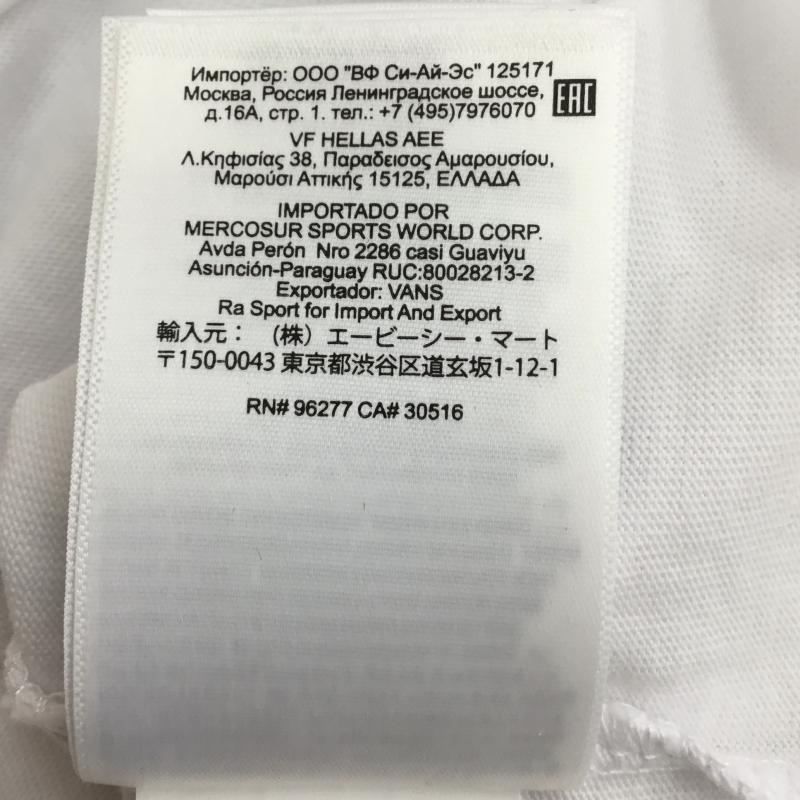 Импортёр: ООО "ВФ Си-Ай-Эс" 125171
Москва, Россия Ленинградское шоссе,
д.16А, стр. 1. тел.: +7 (495)7976070
EAC
VF HELLAS AEE
Λ.Κηφισίας 38, Παραδεισος Αμαρουσίου,
Μαρούσι Αττικής 15125, ΕΛΛΑΔΑ
IMPORTADO POR
MERCOSUR SPORTS WORLD CORP.
Avda Perón Nro 2286 casi Guaviyu
Asunción-Paraguay RUC:80028213-2
Exportador: VANS
Ra Sport for Import And Export
輸入元：（株）エービーシー・マート
〒150-0043 東京都渋谷区道玄坂1-12-1
RN# 96277 CA# 30516